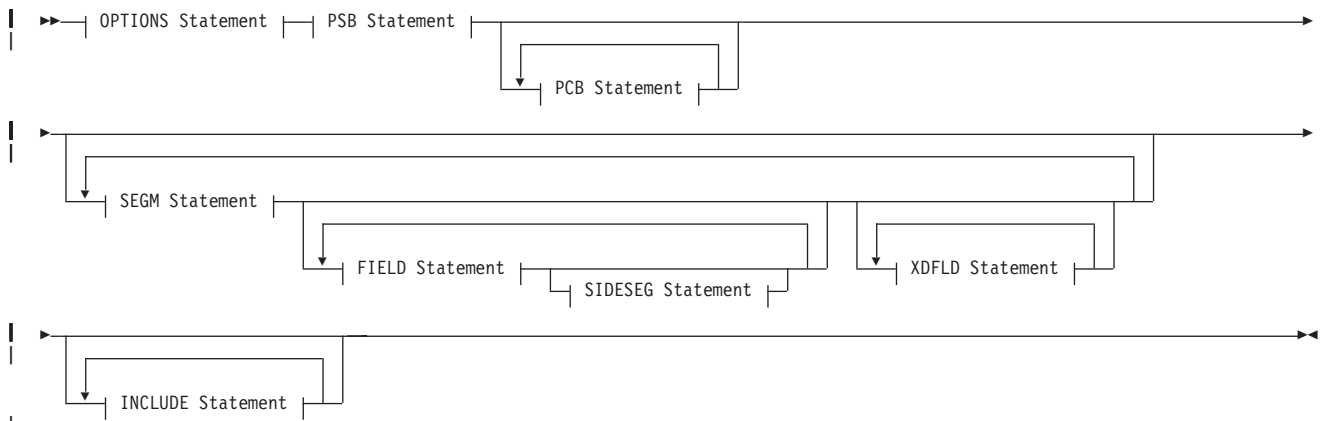 OPTIONS Statement PSB Statement
PCB Statement
SEGM Statement
FIELD Statement XDFLD Statement
SIDESEG Statement
INCLUDE Statement